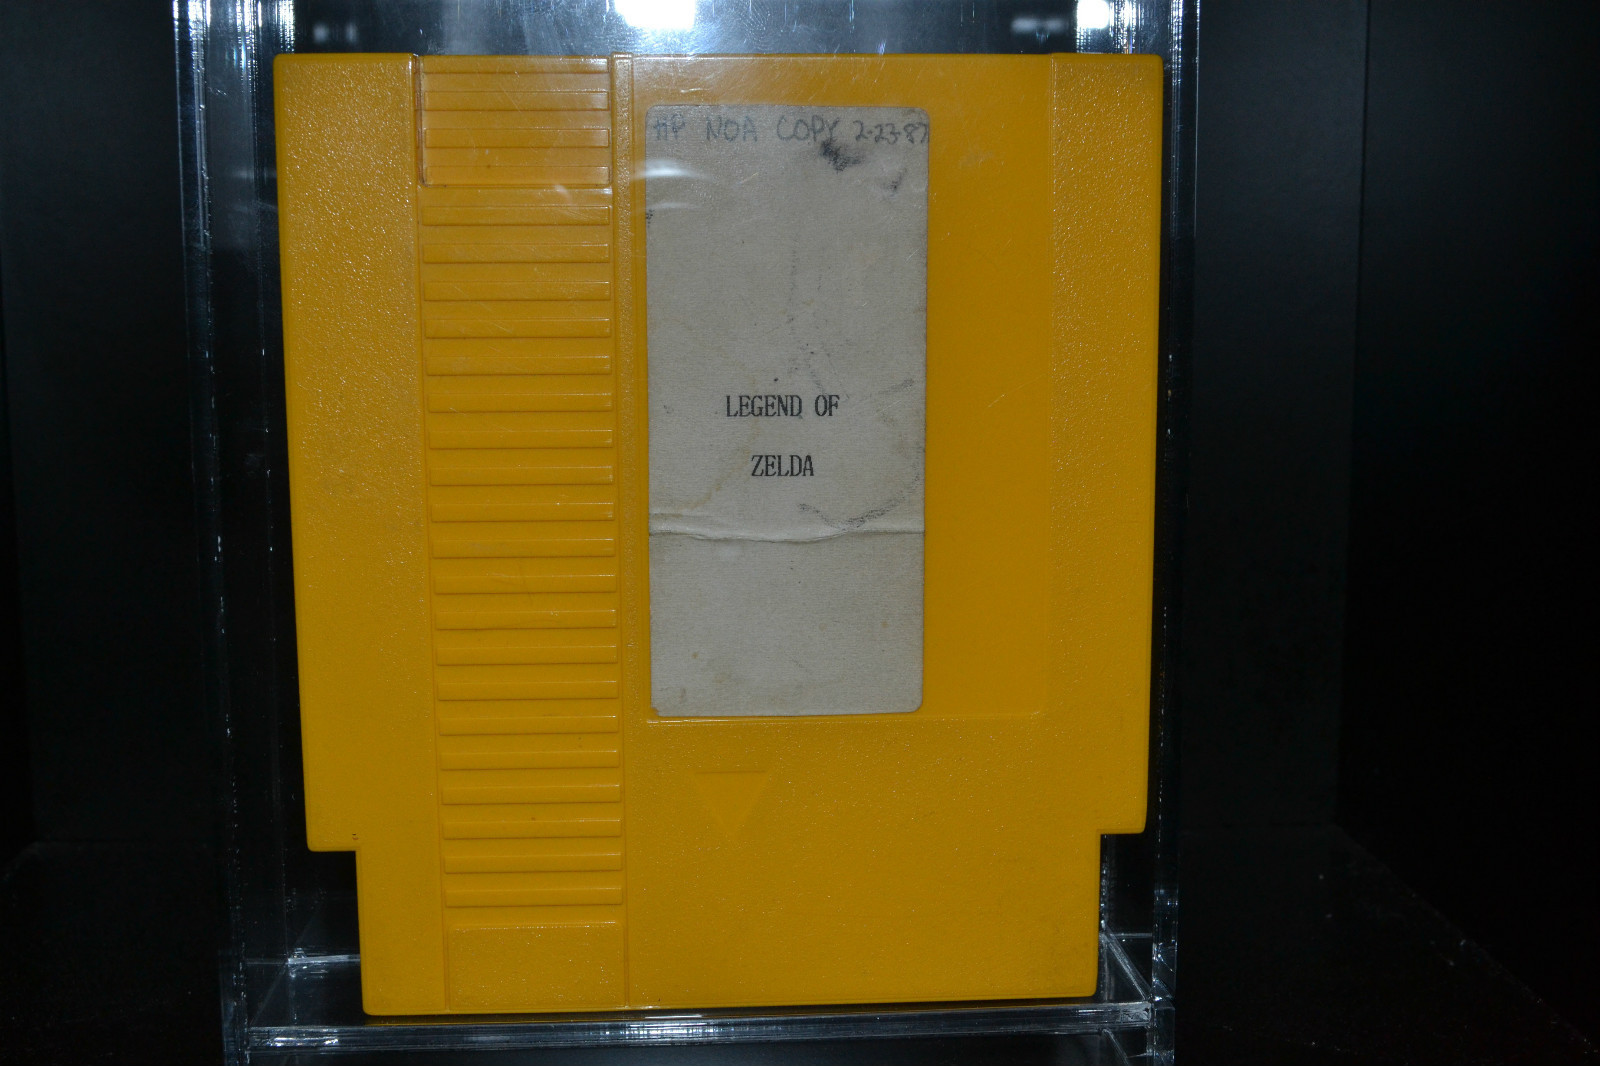 NOA COPY 2-23-87
LEGEND OF
ZELDA